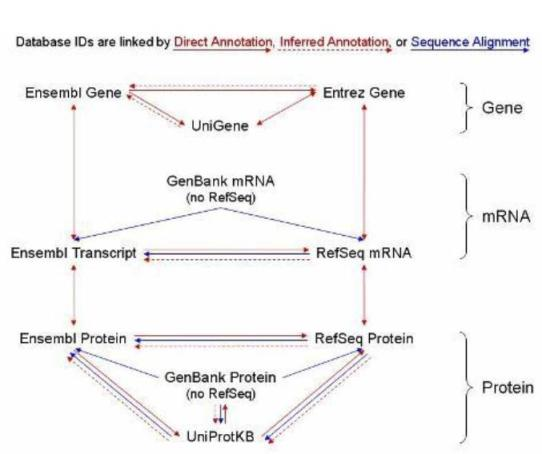 Database IDs are linked by Direct Annotation, Inferred Annotation, or Sequence Alignment
Ensembl Gene
Entrez Gene
Gene
UniGene
GenBank mRNA
(no RefSeq)
mRNA
Ensembl Transcript
RefSeq mRNA
Ensembl Protein
RefSeq Protein
GenBank Protein
(no RefSeq)
Protein
UniProtKB